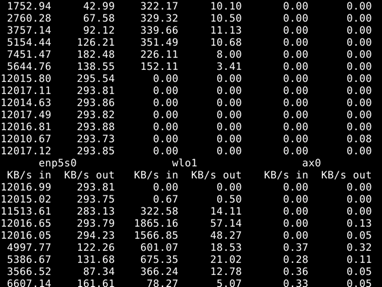 1752.94 42.99 322.17 10.10 0.00 0.00
2760.28 67.58 329.32 10.50 0.00 0.00
3757.14 92.12 339.66 11.13 0.00 0.00
5154.44 126.21 351.49 10.68 0.00 0.00
7451.47 182.48 226.11 8.00 0.00 0.00
5644.76 138.55 152.11 3.41 0.00 0.00
12015.80 295.54 0.00 0.00 0.00 0.00
12017.11 293.81 0.00 0.00 0.00 0.00
12014.63 293.86 0.00 0.00 0.00 0.00
12017.49 293.82 0.00 0.00 0.00 0.00
12016.81 293.88 0.00 0.00 0.00 0.00
12010.67 293.73 0.00 0.00 0.00 0.08
12017.12 293.85 0.00 0.00 0.00 0.00
enp5s0 wlo1 ax0
KB/s in KB/s out KB/s in KB/s out KB/s in KB/s out
12016.99 293.81 0.00 0.00 0.00 0.00
12015.02 293.75 0.67 0.50 0.00 0.00
11513.61 283.13 322.58 14.11 0.00 0.00
12016.65 293.79 1865.16 57.14 0.00 0.13
12016.05 294.23 1566.85 48.27 0.00 0.05
4997.77 122.26 601.07 18.53 0.37 0.32
5386.67 131.68 675.35 21.02 0.28 0.11
3566.52 87.34 366.24 12.78 0.36 0.05
6607.14 161.61 78.27 5.07 0.33 0.05